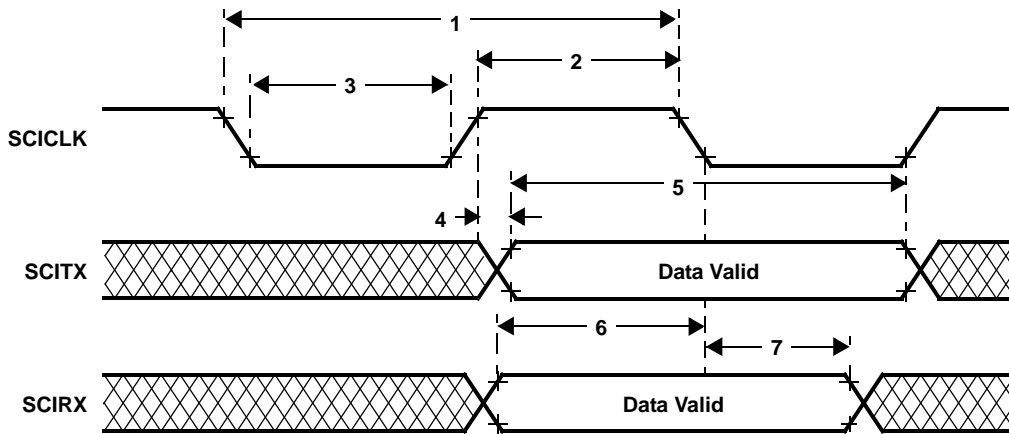 1
2
3
SCICLK
5
4
SCITX
Data Valid
6
7
SCIRX
Data Valid